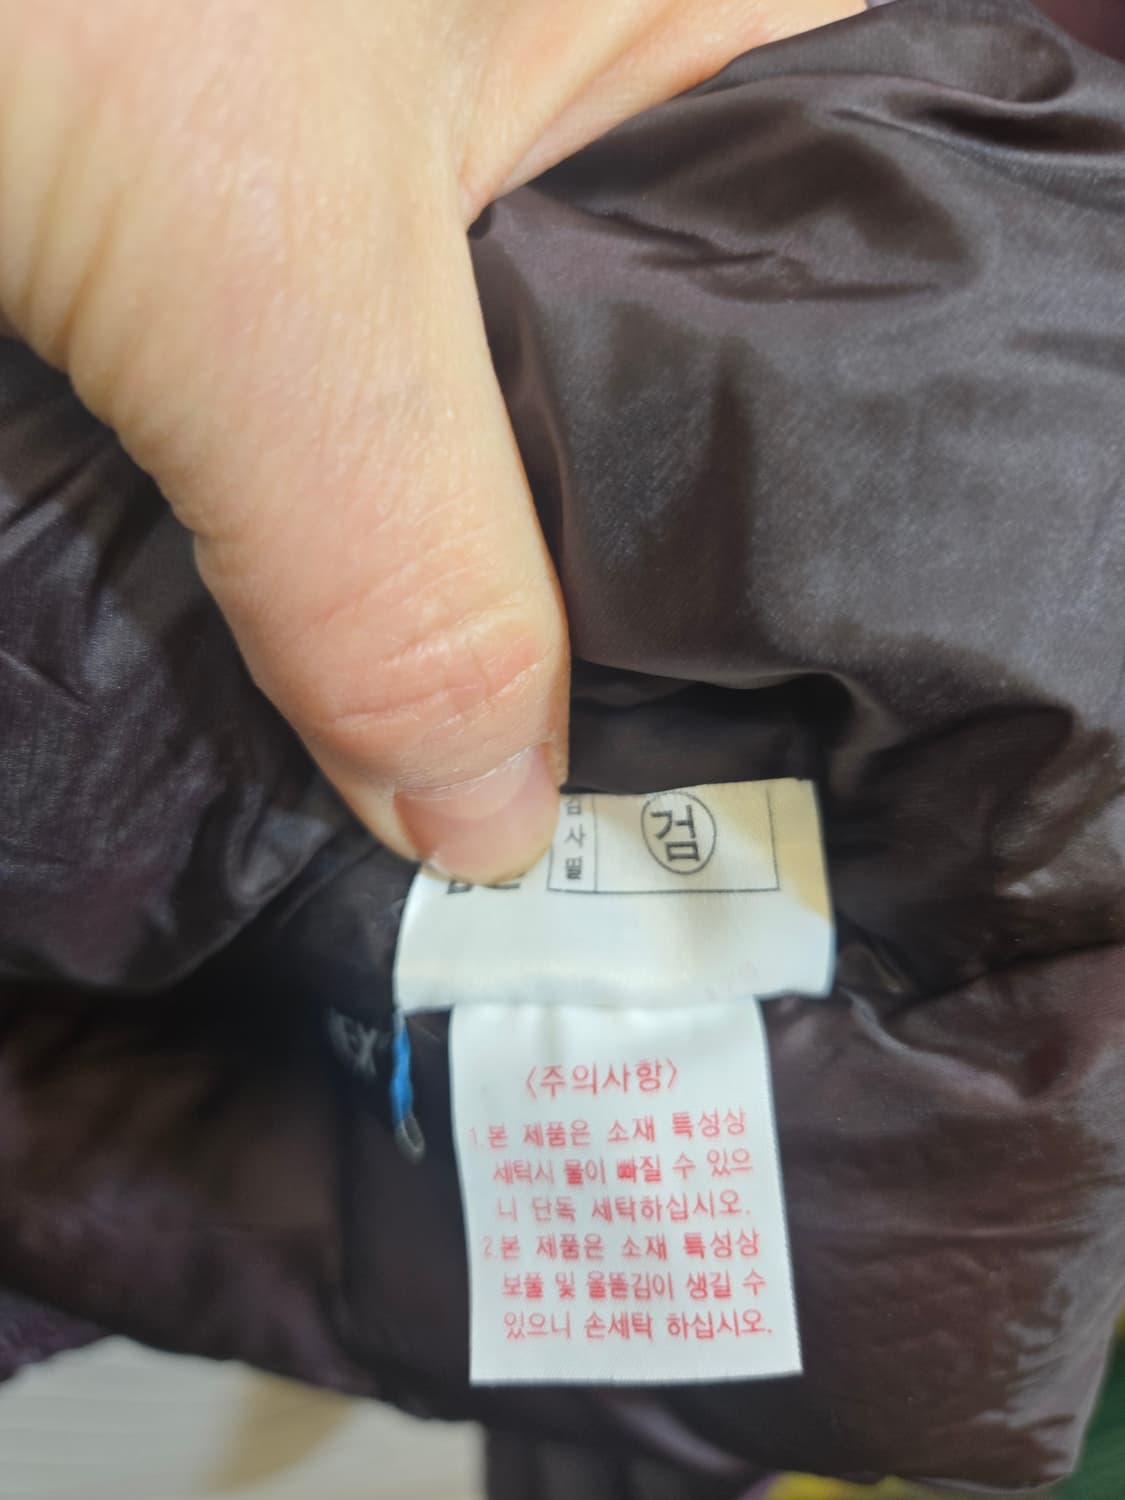 검사필
검
<주의사항>
1.본 제품은 소재 특성상
세탁시 물이 빠질 수 있으
니 단독 세탁하십시오.
2.본 제품은 소재 특성상
보풀 및 올뜯김이 생길 수
있으니 손세탁 하십시오.